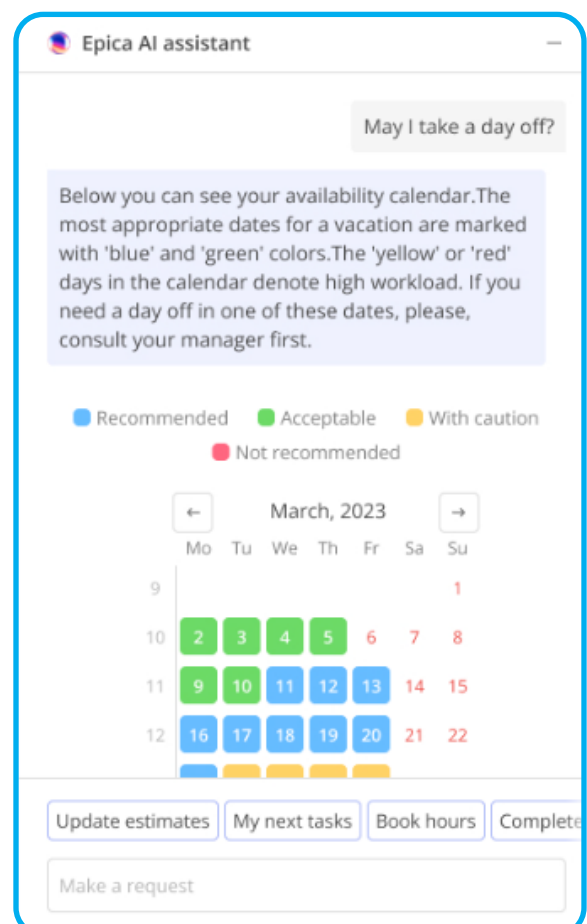 Epica AI assistant
May I take a day off?
Below you can see your availability calendar.The
most appropriate dates for a vacation are marked
with 'blue' and 'green' colors.The 'yellow' or 'red'
days in the calendar denote high workload. If you
need a day off in one of these dates, please,
consult your manager first.
Recommended Acceptable With caution
Not recommended
← March, 2023 →
Mo Tu We Th Fr Sa Su
9 1
10 2 3 4 5 6 7 8
11 9 10 11 12 13 14 15
12 16 17 18 19 20 21 22
Update estimates My next tasks Book hours Complete
Make a request